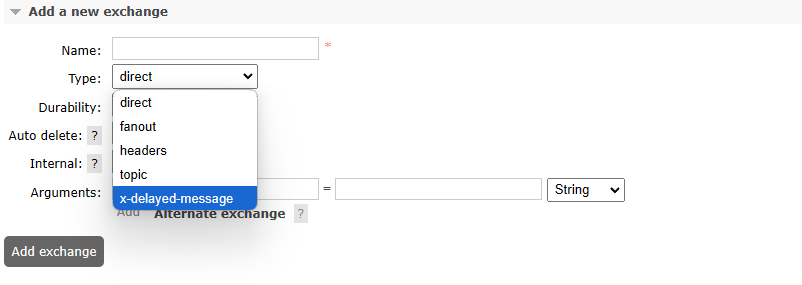 Add a new exchange
Name: *
Type: direct
direct
Durability:
fanout
Auto delete: ?
headers
Internal: ?
topic
Arguments: = String
x-delayed-message
Add Alternate exchange ?
Add exchange